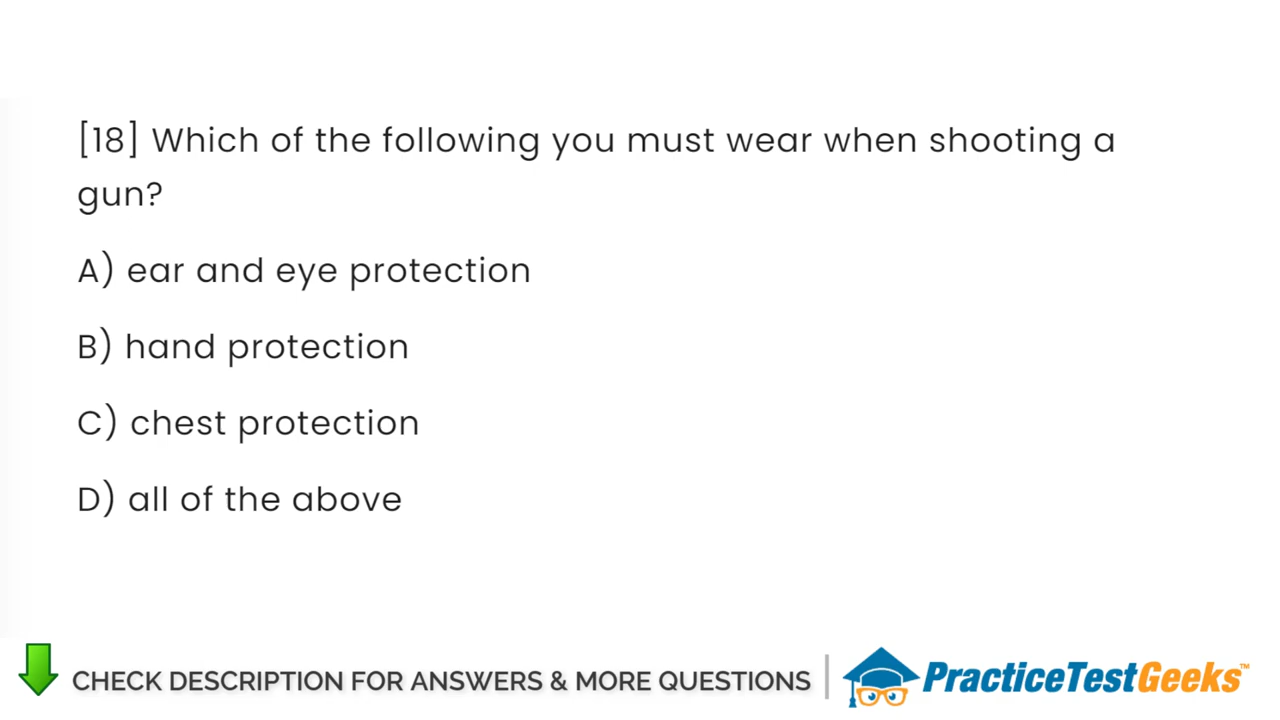 [18] Which of the following you must wear when shooting a
gun?
A) ear and eye protection
B) hand protection
C) chest protection
D) all of the above
CHECK DESCRIPTION FOR ANSWERS & MORE QUESTIONS
PracticeTestGeeks™